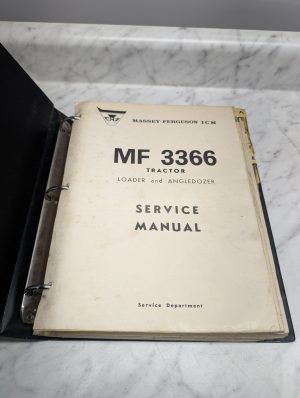 MASSEY-FERGUSON ICM
MF 3366
TRACTOR
LOADER and ANGLEDOZER
SERVICE
MANUAL
Service Department